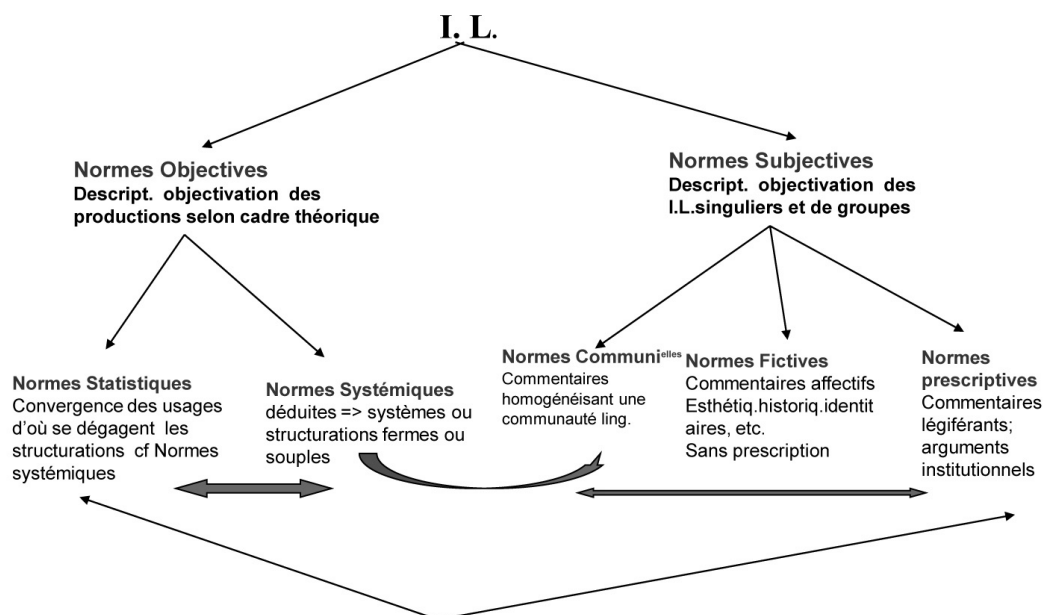 I. L.
Normes Objectives
Descript. objectivation des
productions selon cadre théorique
Normes Subjectives
Descript. objectivation des
I.L.singuliers et de groupes
Normes Statistiques
Convergence des usages
d'où se dégagent les
structurations cf Normes
systémiques
Normes Systémiques
déduites => systèmes ou
structurations fermes ou
souples
Normes Communielles
Commentaires
homogénéisant une
communauté ling.
Normes Fictives
Commentaires affectifs
Esthétiq.historiq.identit
aires, etc.
Sans prescription
Normes
prescriptives
Commentaires
légiférants;
arguments
institutionnels